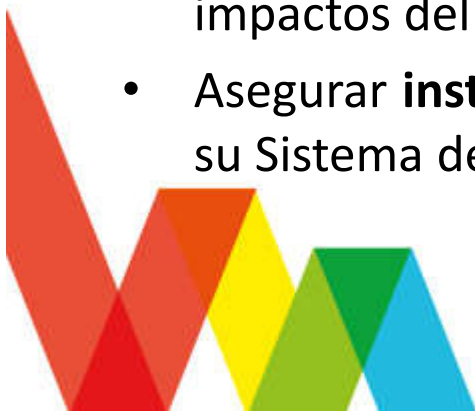 impactos del
• Asegurar inst
su Sistema de